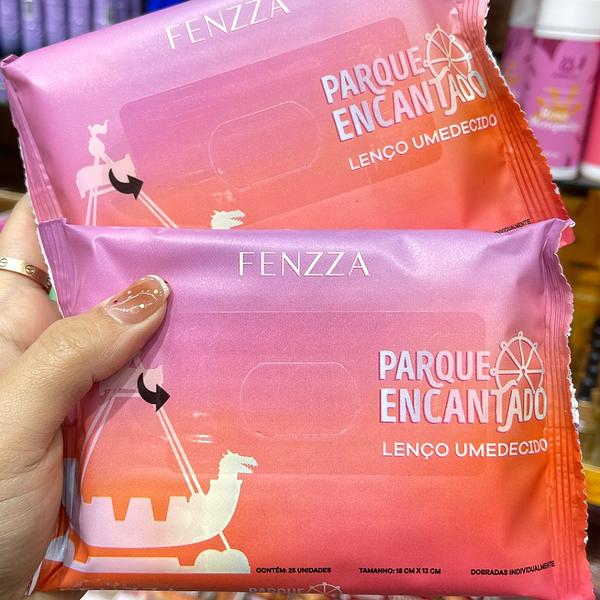 FENZZA
PARQUE
ENCANTADO
LENÇO UMEDECIDO
FENZZA
PARQUE
ENCANTADO
LENÇO UMEDECIDO
CONTÉM: 25 UNIDADES TAMANHO: 18 CM X 12 CM DOBRADAS INDIVIDUALMENTE
PARQUE